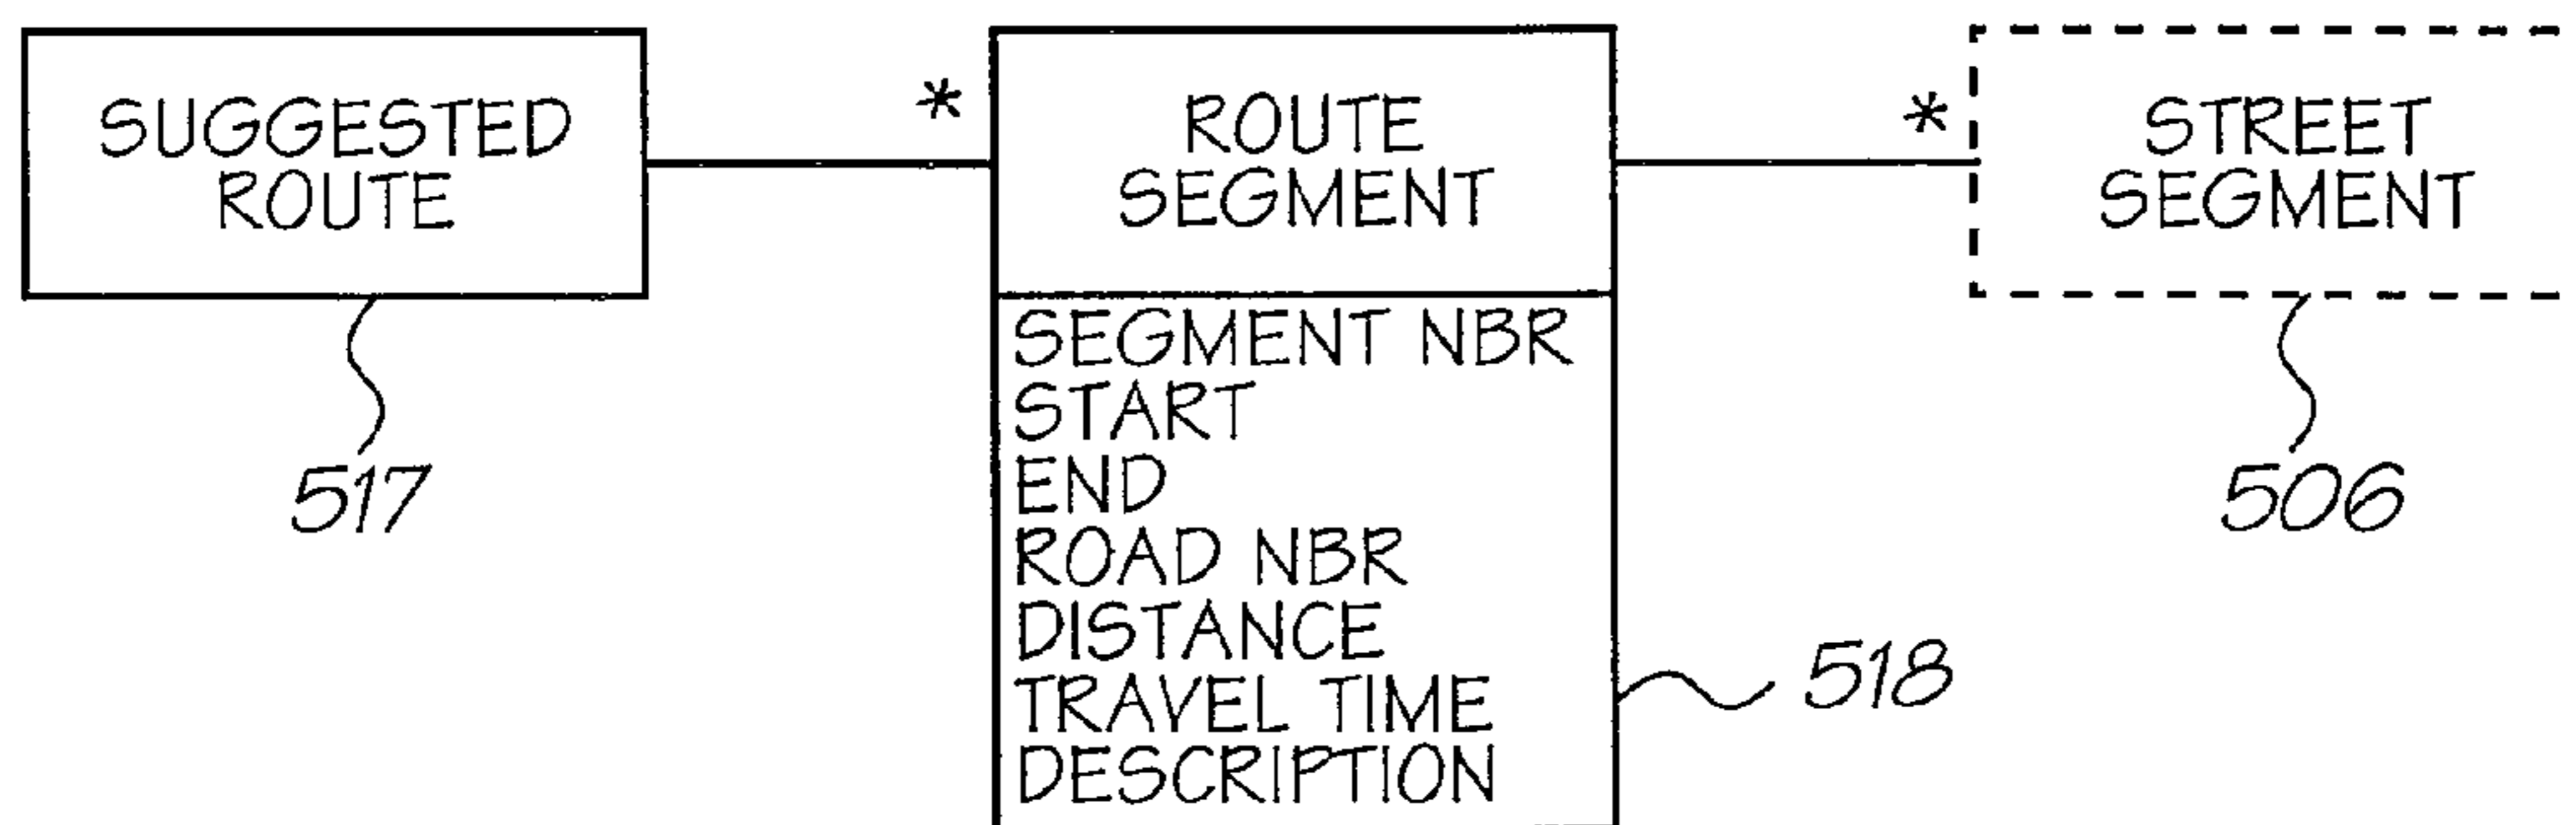 SUGGESTED
ROUTE
517
*
ROUTE
SEGMENT
SEGMENT NBR
START
END
ROAD NBR
DISTANCE
TRAVEL TIME
DESCRIPTION
518
*
STREET
SEGMENT
506